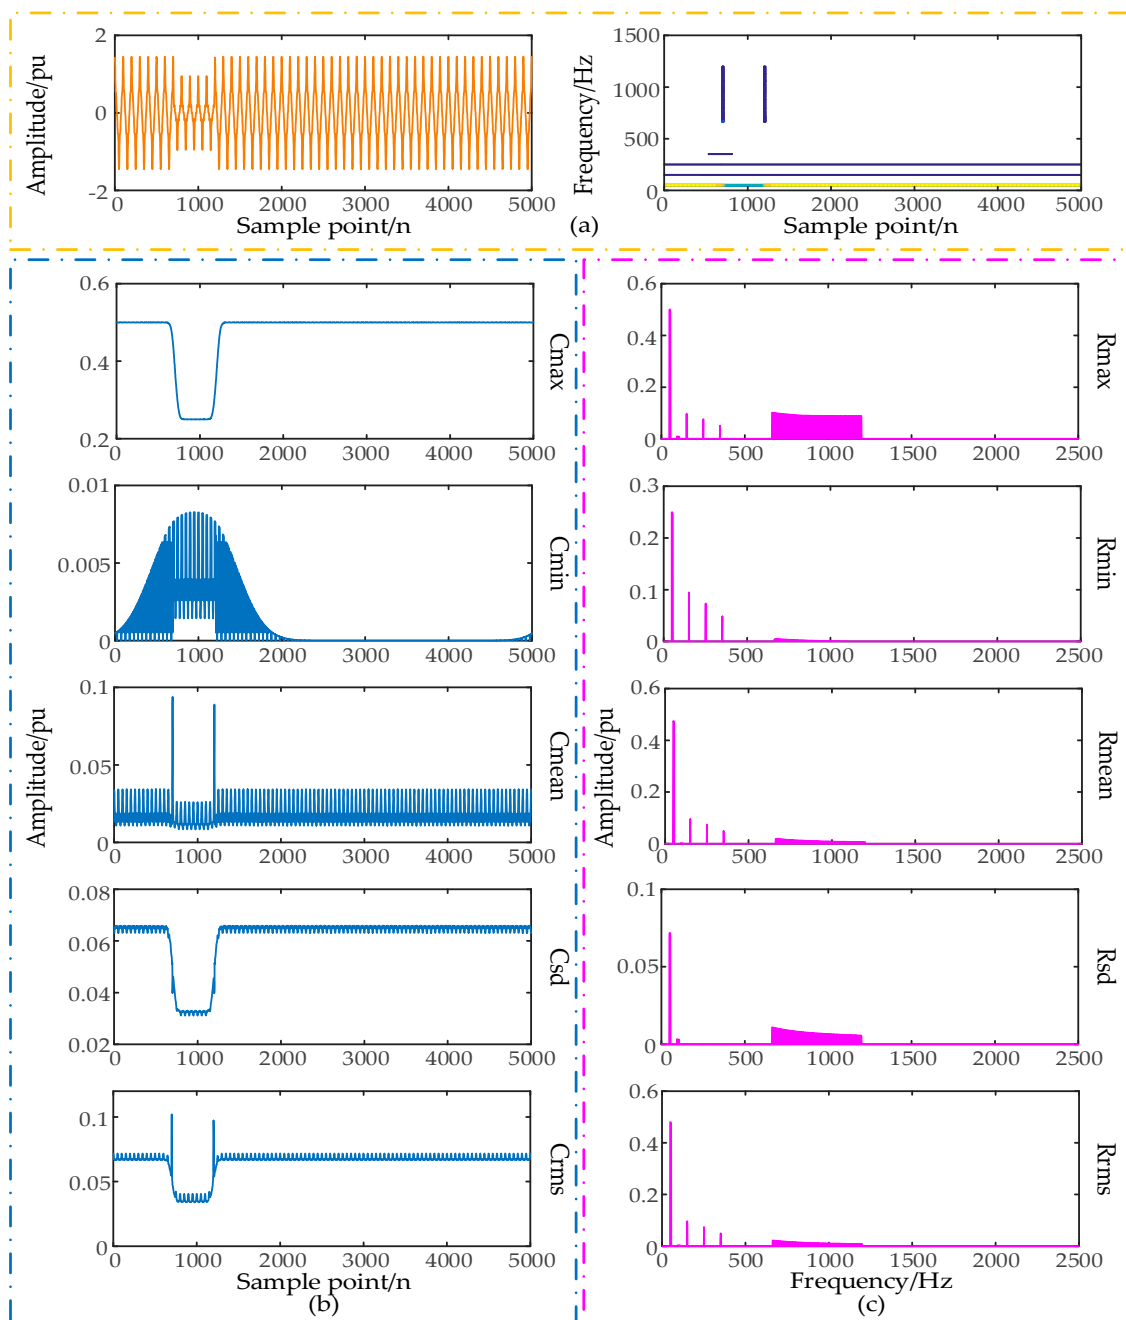 2
0
-2
Amplitude/pu
0 1000 2000 3000 4000 5000
Sample point/n
1500
1000
500
0
Frequency/Hz
0 1000 2000 3000 4000 5000
Sample point/n
(a)
0.6
0.4
0.2
0 1000 2000 3000 4000 5000
Cmax
0.6
0.4
0.2
0
0 500 1000 1500 2000 2500
Rmax
0.01
0.005
0
0 1000 2000 3000 4000 5000
Cmin
0.3
0.2
0.1
0
0 500 1000 1500 2000 2500
Rmin
0.1
0.05
0
Amplitude/pu
0 1000 2000 3000 4000 5000
Cmean
0.6
0.4
0.2
0
Amplitude/pu
0 500 1000 1500 2000 2500
Rmean
0.08
0.06
0.04
0.02
0 1000 2000 3000 4000 5000
Csd
0.1
0.05
0
0 500 1000 1500 2000 2500
Rsd
0.1
0.05
0
0 1000 2000 3000 4000 5000
Crms
Sample point/n
(b)
0.6
0.4
0.2
0
0 500 1000 1500 2000 2500
Rrms
Frequency/Hz
(c)